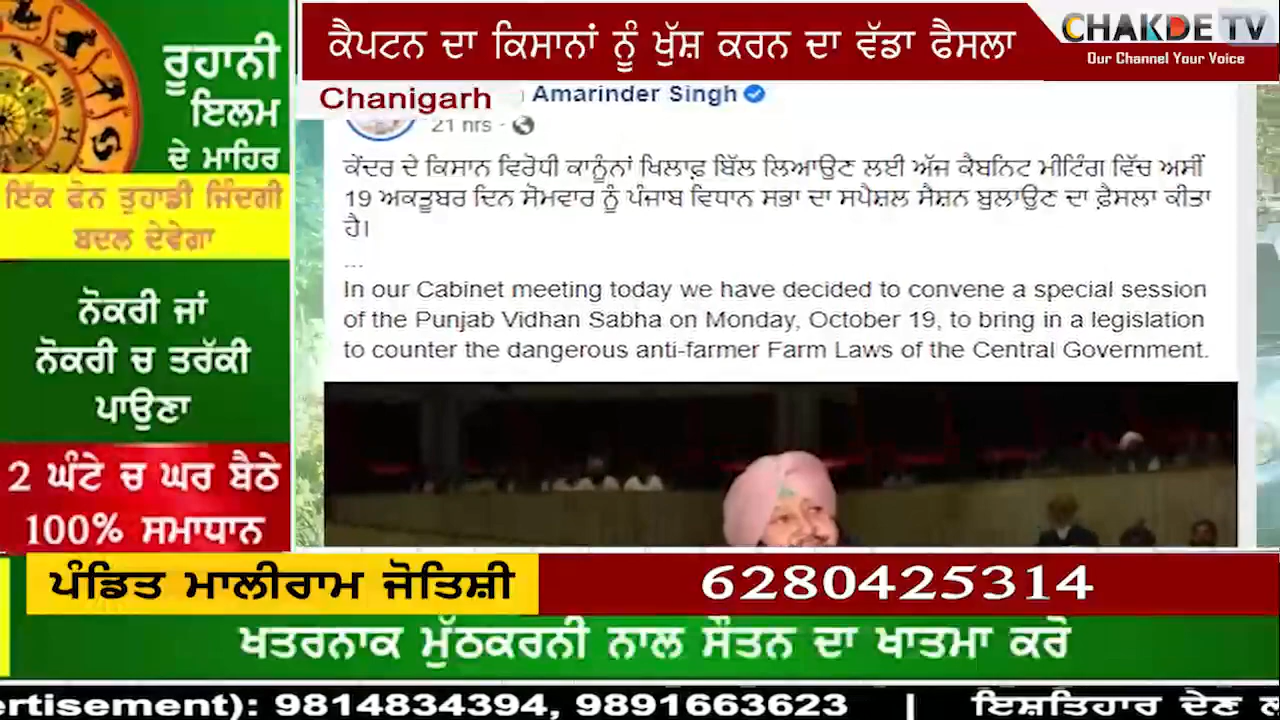 ਕੈਪਟਨ ਦਾ ਕਿਸਾਨਾਂ ਨੂੰ ਖੁੱਸ਼ ਕਰਨ ਦਾ ਵੱਡਾ ਫੈਸਲਾ
CHAKDE TV
Our Channel Your Voice
Chanigarh
Amarinder Singh
21 hrs
ਕੇਂਦਰ ਦੇ ਕਿਸਾਨ ਵਿਰੋਧੀ ਕਾਨੂੰਨਾਂ ਖਿਲਾਫ਼ ਬਿੱਲ ਲਿਆਉਣ ਲਈ ਅੱਜ ਕੈਬਨਿਟ ਮੀਟਿੰਗ ਵਿੱਚ ਅਸੀਂ
19 ਅਕਤੂਬਰ ਦਿਨ ਸੋਮਵਾਰ ਨੂੰ ਪੰਜਾਬ ਵਿਧਾਨ ਸਭਾ ਦਾ ਸਪੈਸ਼ਲ ਸੈਸ਼ਨ ਬੁਲਾਉਣ ਦਾ ਫ਼ੈਸਲਾ ਕੀਤਾ
ਹੈ।
...
In our Cabinet meeting today we have decided to convene a special session
of the Punjab Vidhan Sabha on Monday, October 19, to bring in a legislation
to counter the dangerous anti-farmer Farm Laws of the Central Government.
ਰੂਹਾਨੀ
ਇਲਮ
ਦੇ ਮਾਹਿਰ
ਇੱਕ ਫੋਨ ਤੁਹਾਡੀ ਜਿੰਦਗੀ
ਬਦਲ ਦੇਵੇਗਾ
ਨੋਕਰੀ ਜਾਂ
ਨੋਕਰੀ ਚ ਤਰੱਕੀ
ਪਾਉਣਾ
2 ਘੰਟੇ ਚ ਘਰ ਬੈਠੇ
100% ਸਮਾਧਾਨ
ਪੰਡਿਤ ਮਾਲੀਰਾਮ ਜੋਤਿਸ਼ੀ
6280425314
ਖਤਰਨਾਕ ਮੁੱਠਕਰਨੀ ਨਾਲ ਸੌਤਨ ਦਾ ਖਾਤਮਾ ਕਰੋ
ertisement): 9814834394, 9891663623 | ਇਸ਼ਤਿਹਾਰ ਦੇਣ